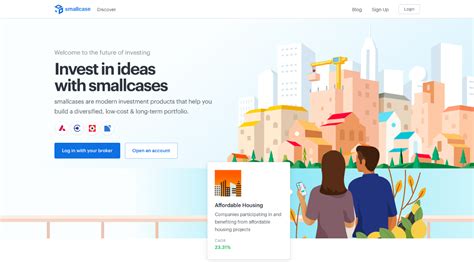 smallcase
Discover
Blog
Sign Up
Login
Welcome to the future of investing
Invest in ideas
with smallcases
smallcases are modern investment products that help you
build a diversified, low-cost & long-term portfolio.
Log in with your broker
Open an account
Affordable Housing
Companies participating in and
benefiting from affordable
housing projects
CAGR
23.31%